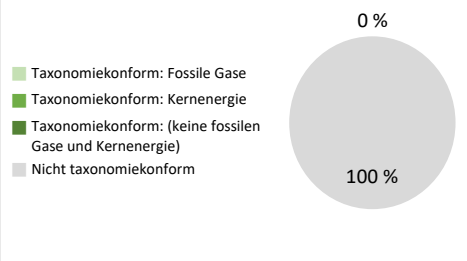 0 %
Taxonomiekonform: Fossile Gase
Taxonomiekonform: Kernenergie
Taxonomiekonform: (keine fossilen
Gase und Kernenergie)
Nicht taxonomiekonform
100 %